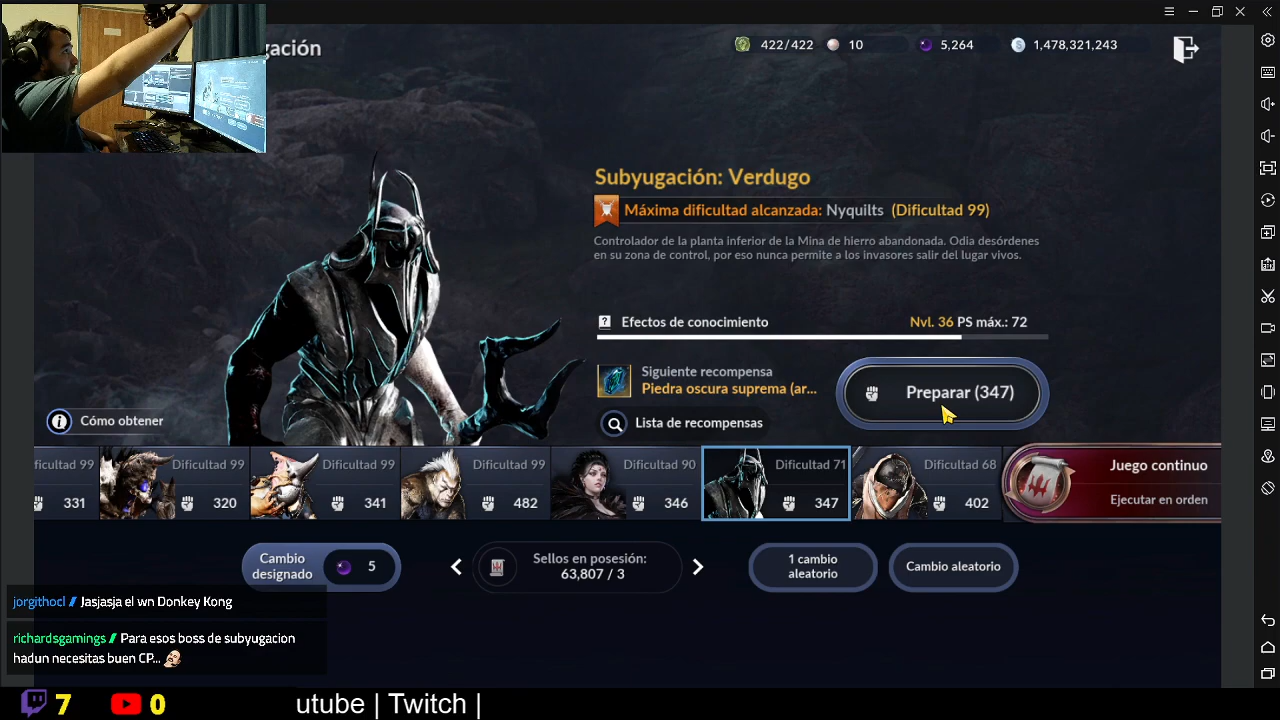 gación
422/422
10
5,264
1,478,321,243
Subyugación: Verdugo
Máxima dificultad alcanzada: Nyquilts (Dificultad 99)
Controlador de la planta inferior de la Mina de hierro abandonada. Odia desórdenes
en su zona de control, por eso nunca permite a los invasores salir del lugar vivos.
? Efectos de conocimiento
Nvl. 36 PS máx.: 72
Siguiente recompensa
Piedra oscura suprema (ar...
Preparar (347)
Lista de recompensas
i Cómo obtener
ficultad 99
331
Dificultad 99
320
Dificultad 99
341
Dificultad 99
482
Dificultad 90
346
Dificultad 71
347
Dificultad 68
402
Juego continuo
Ejecutar en orden
Cambio
designado
5
Sellos en posesión:
63,807 / 3
1 cambio
aleatorio
Cambio aleatorio
jorgithocl // Jasjasja el wn Donkey Kong
richardsgamings // Para esos boss de subyugacion
hadun necesitas buen CP...
7
0
utube | Twitch |